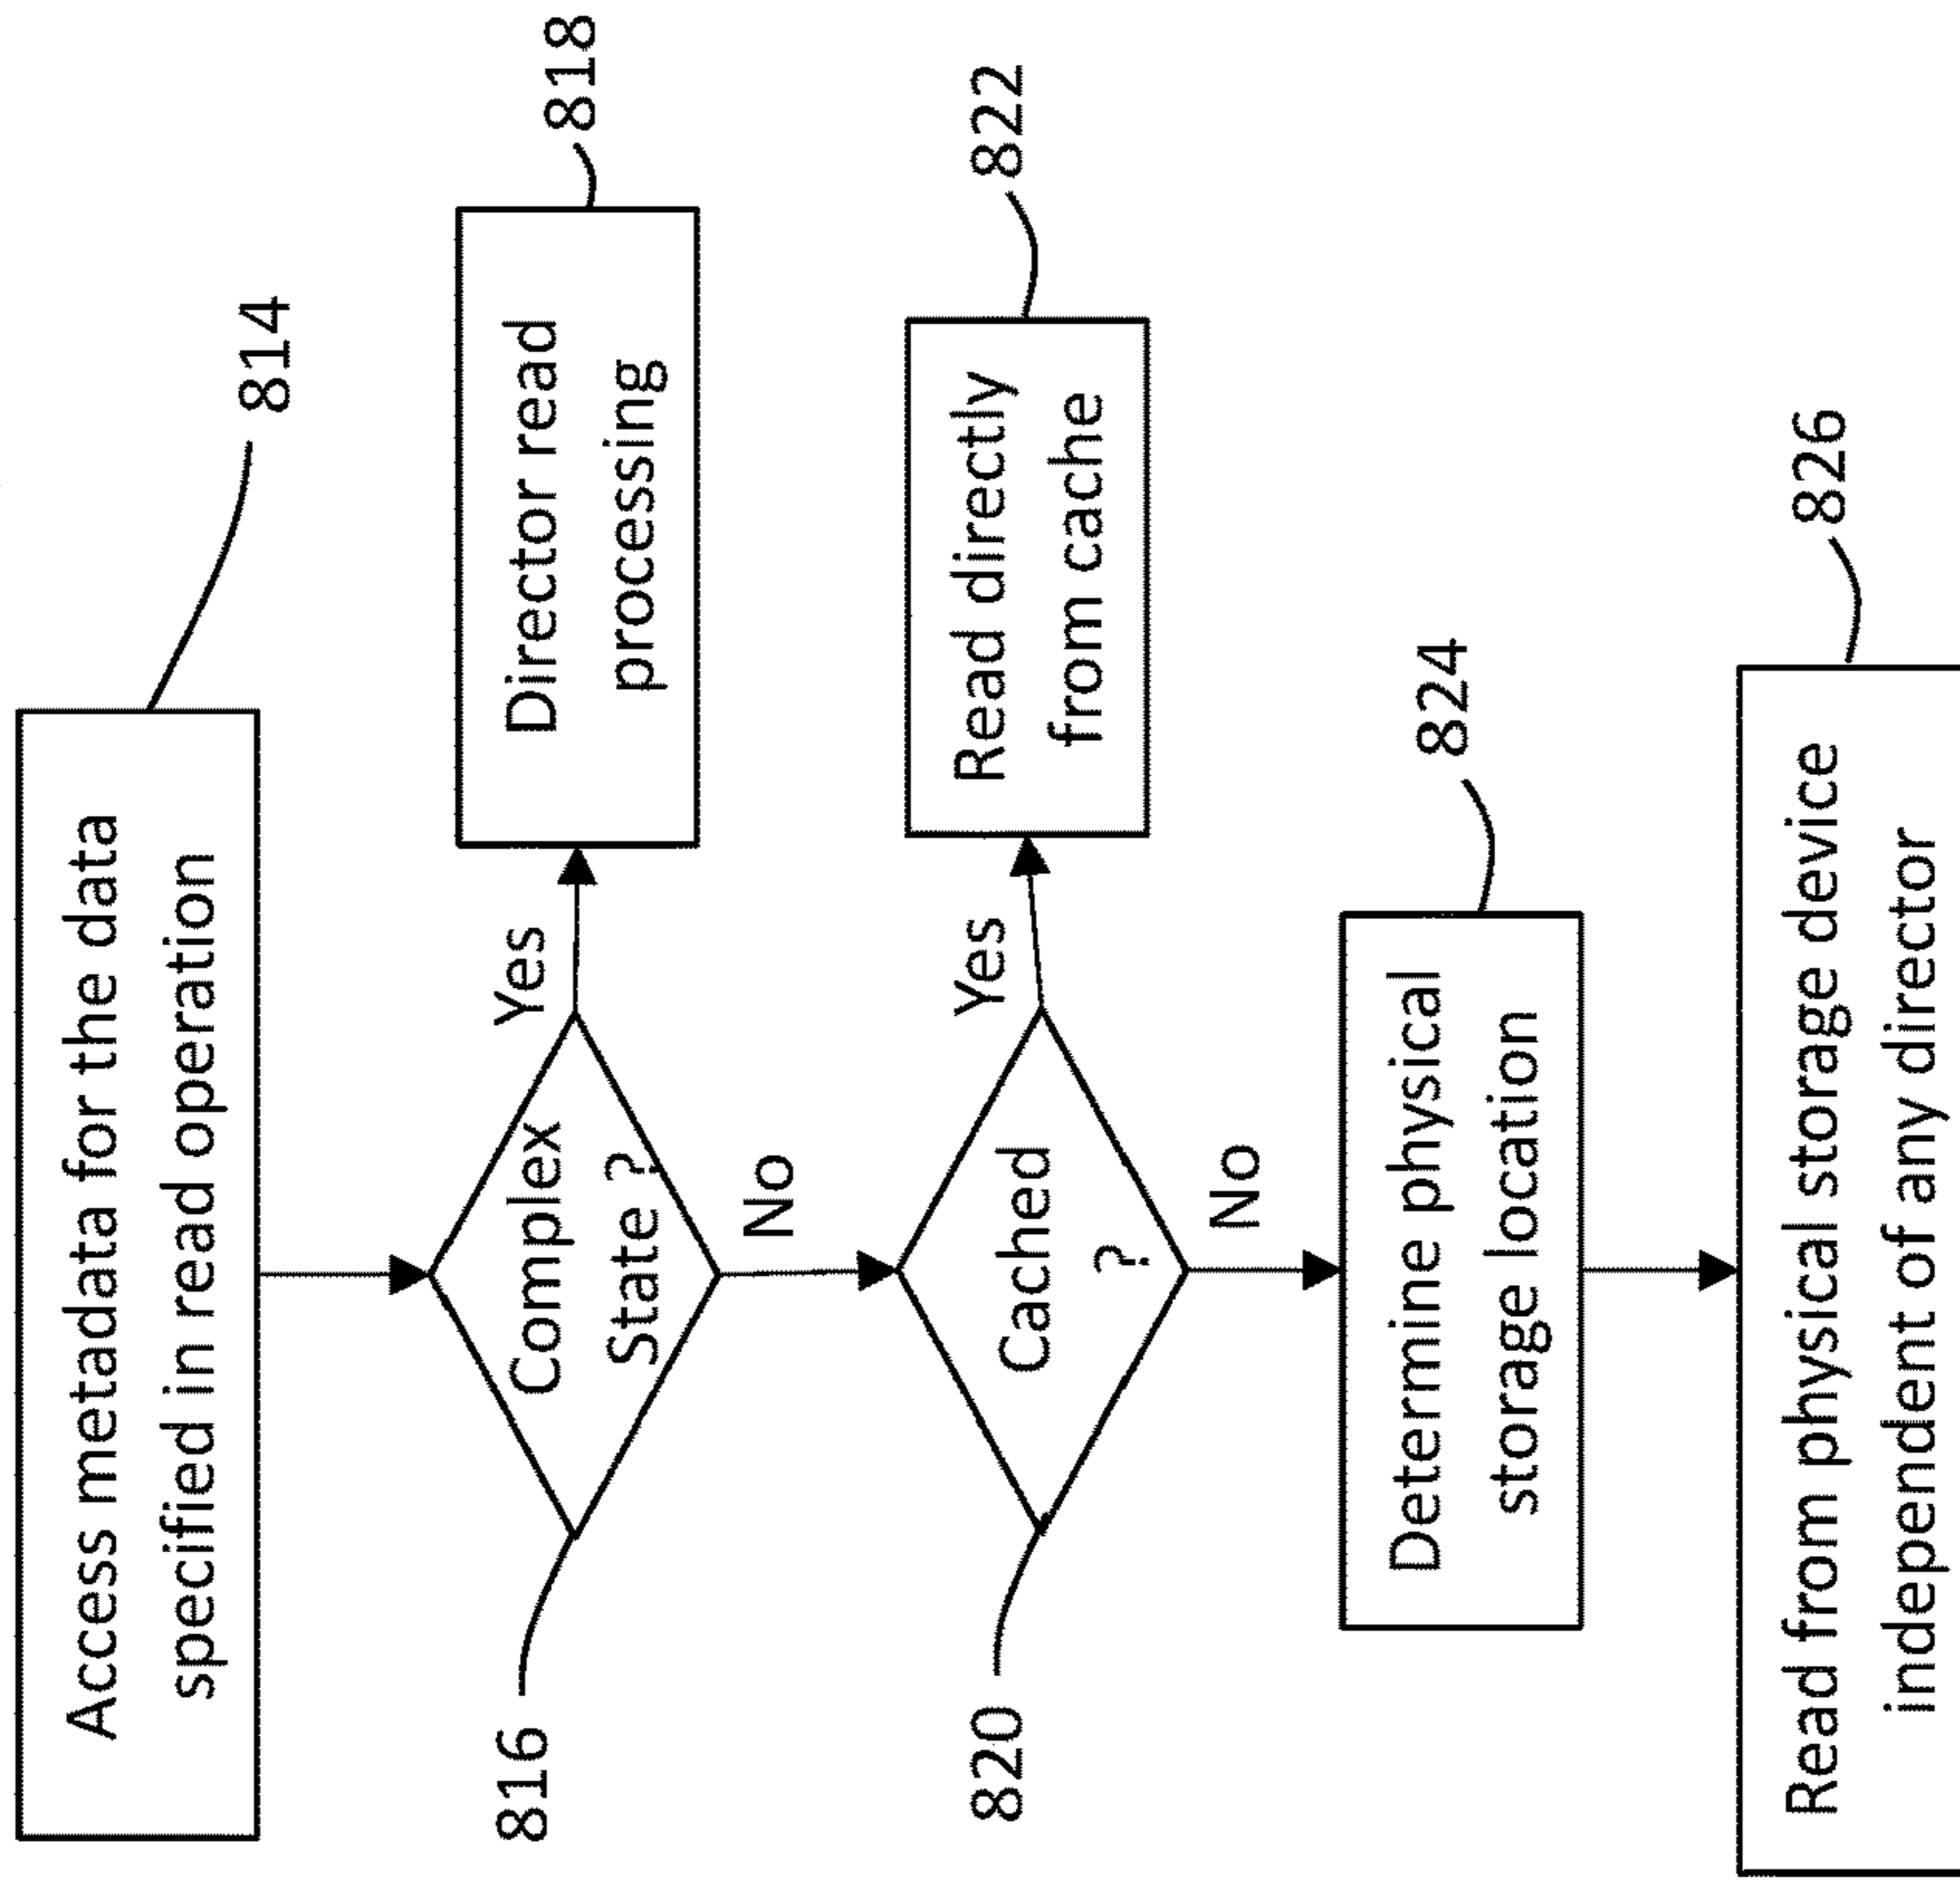 Access metadata for the data
specified in read operation
814
Complex
State ?
816
Yes
Director read
processing
818
No
Cached
?
820
Yes
Read directly
from cache
822
No
Determine physical
storage location
824
Read from physical storage device
independent of any director
826